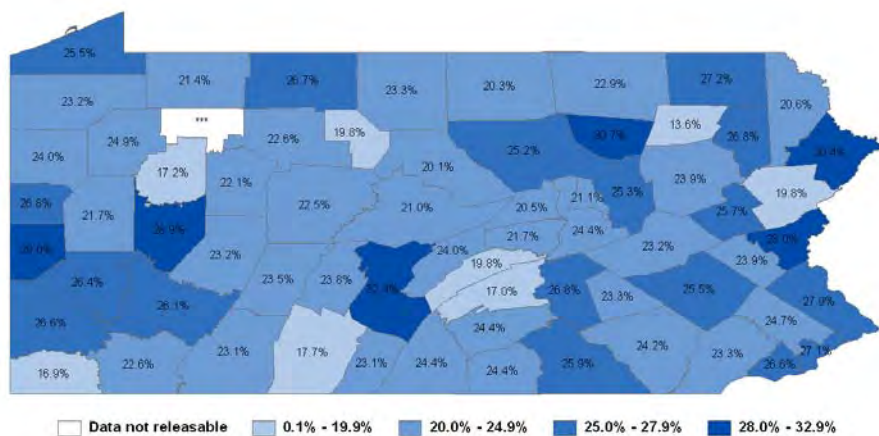 25.5%
21.4% 26.7% 23.3% 20.3% 22.9% 27.2%
23.2% 20.6%
*** 19.8% 30.7% 13.6%
24.9% 22.6% 26.8%
24.0% 17.2% 20.1% 25.2% 30.4%
22.1% 23.9%
26.8% 21.7% 22.5% 21.0% 20.5% 21.1% 25.3% 25.7% 19.8%
28.9% 21.7% 24.4%
29.0% 23.2% 24.0% 23.2% 28.0%
26.4% 23.5% 23.8% 19.8% 23.9%
26.1% 32.4% 17.0% 26.8% 23.3% 25.5% 27.9%
26.6% 24.4% 24.7%
16.9% 22.6% 23.1% 17.7% 23.1% 24.4% 24.4% 25.9% 24.2% 23.3% 26.6% 27.1%
Data not releasable 0.1% - 19.9% 20.0% - 24.9% 25.0% - 27.9% 28.0% - 32.9%